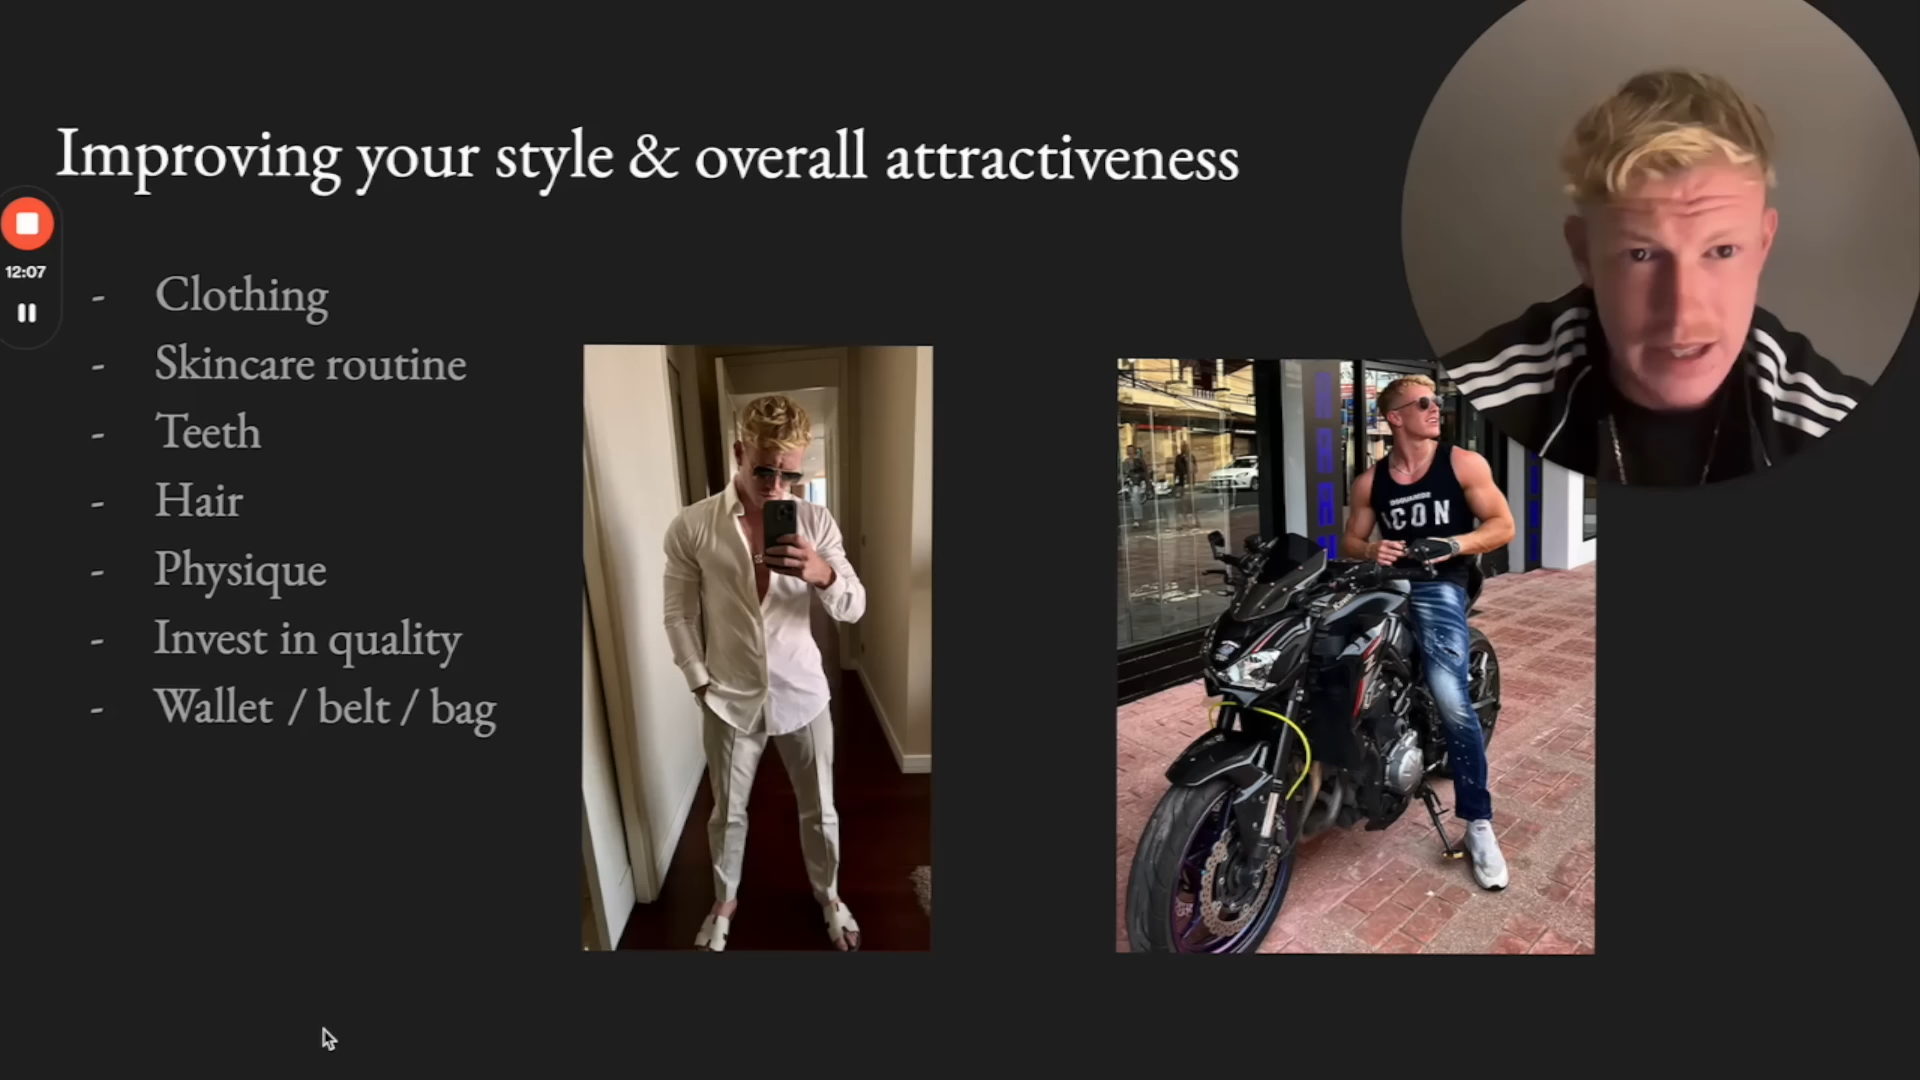 Improving your style & overall attractiveness
12:07
- Clothing
- Skincare routine
- Teeth
- Hair
- Physique
- Invest in quality
- Wallet / belt / bag
DSQUARED2
ICON